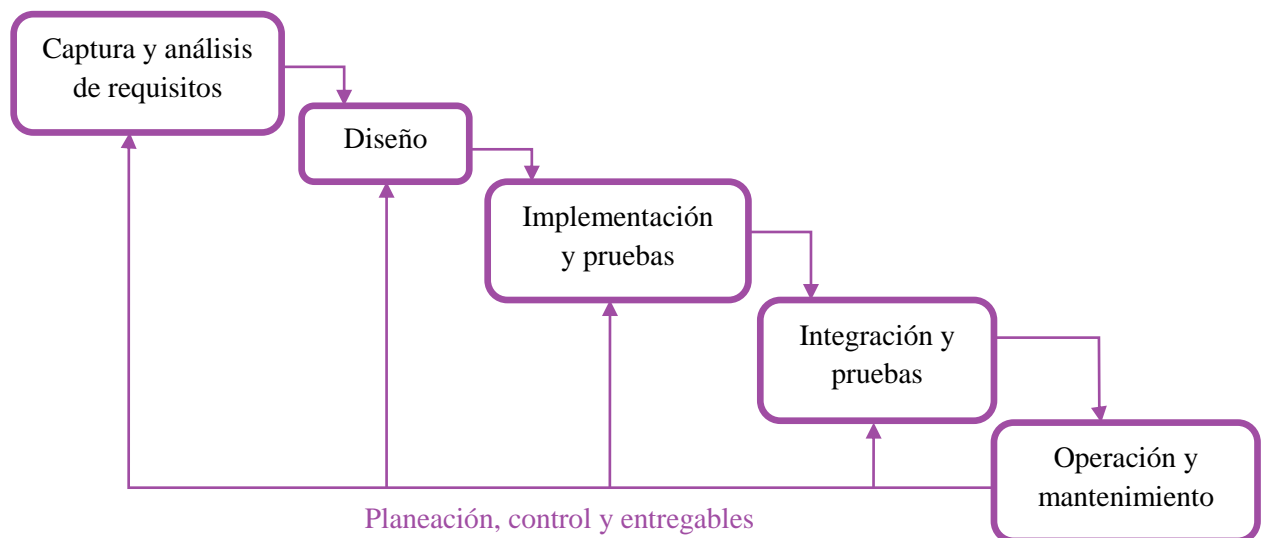 Captura y análisis
de requisitos
Diseño
Implementación
y pruebas
Integración y
pruebas
Operación y
mantenimiento
Planeación, control y entregables